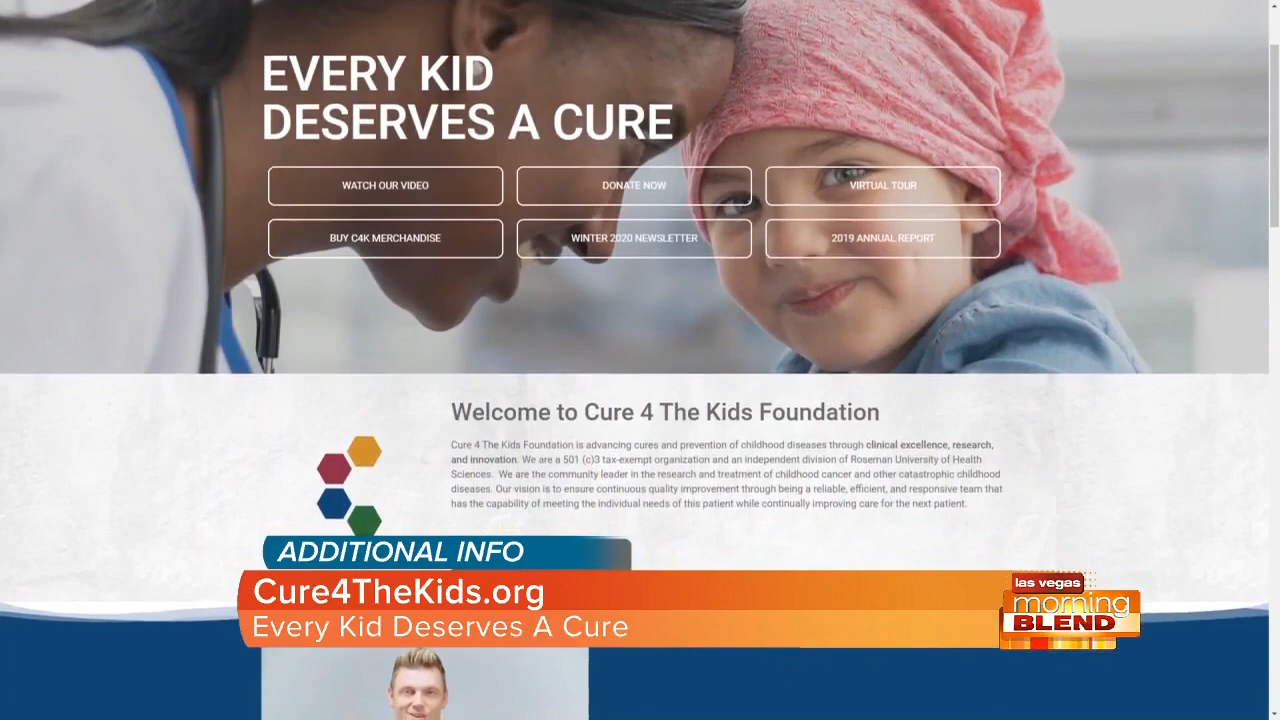 EVERY KID
DESERVES A CURE
WATCH OUR VIDEO
DONATE NOW
VIRTUAL TOUR
BUY C4K MERCHANDISE
WINTER 2020 NEWSLETTER
2019 ANNUAL REPORT
Welcome to Cure 4 The Kids Foundation
Cure 4 The Kids Foundation is advancing cures and prevention of childhood diseases through clinical excellence, research,
and innovation. We are a 501 (c)3 tax-exempt organization and an independent division of Roseman University of Health
Sciences. We are the community leader in the research and treatment of childhood cancer and other catastrophic childhood
diseases. Our vision is to ensure continuous quality improvement through being a reliable, efficient, and responsive team that
has the capability of meeting the individual needs of this patient while continually improving care for the next patient.
ADDITIONAL INFO
Cure4TheKids.org
Every Kid Deserves A Cure
las vegas
morning
BLEND